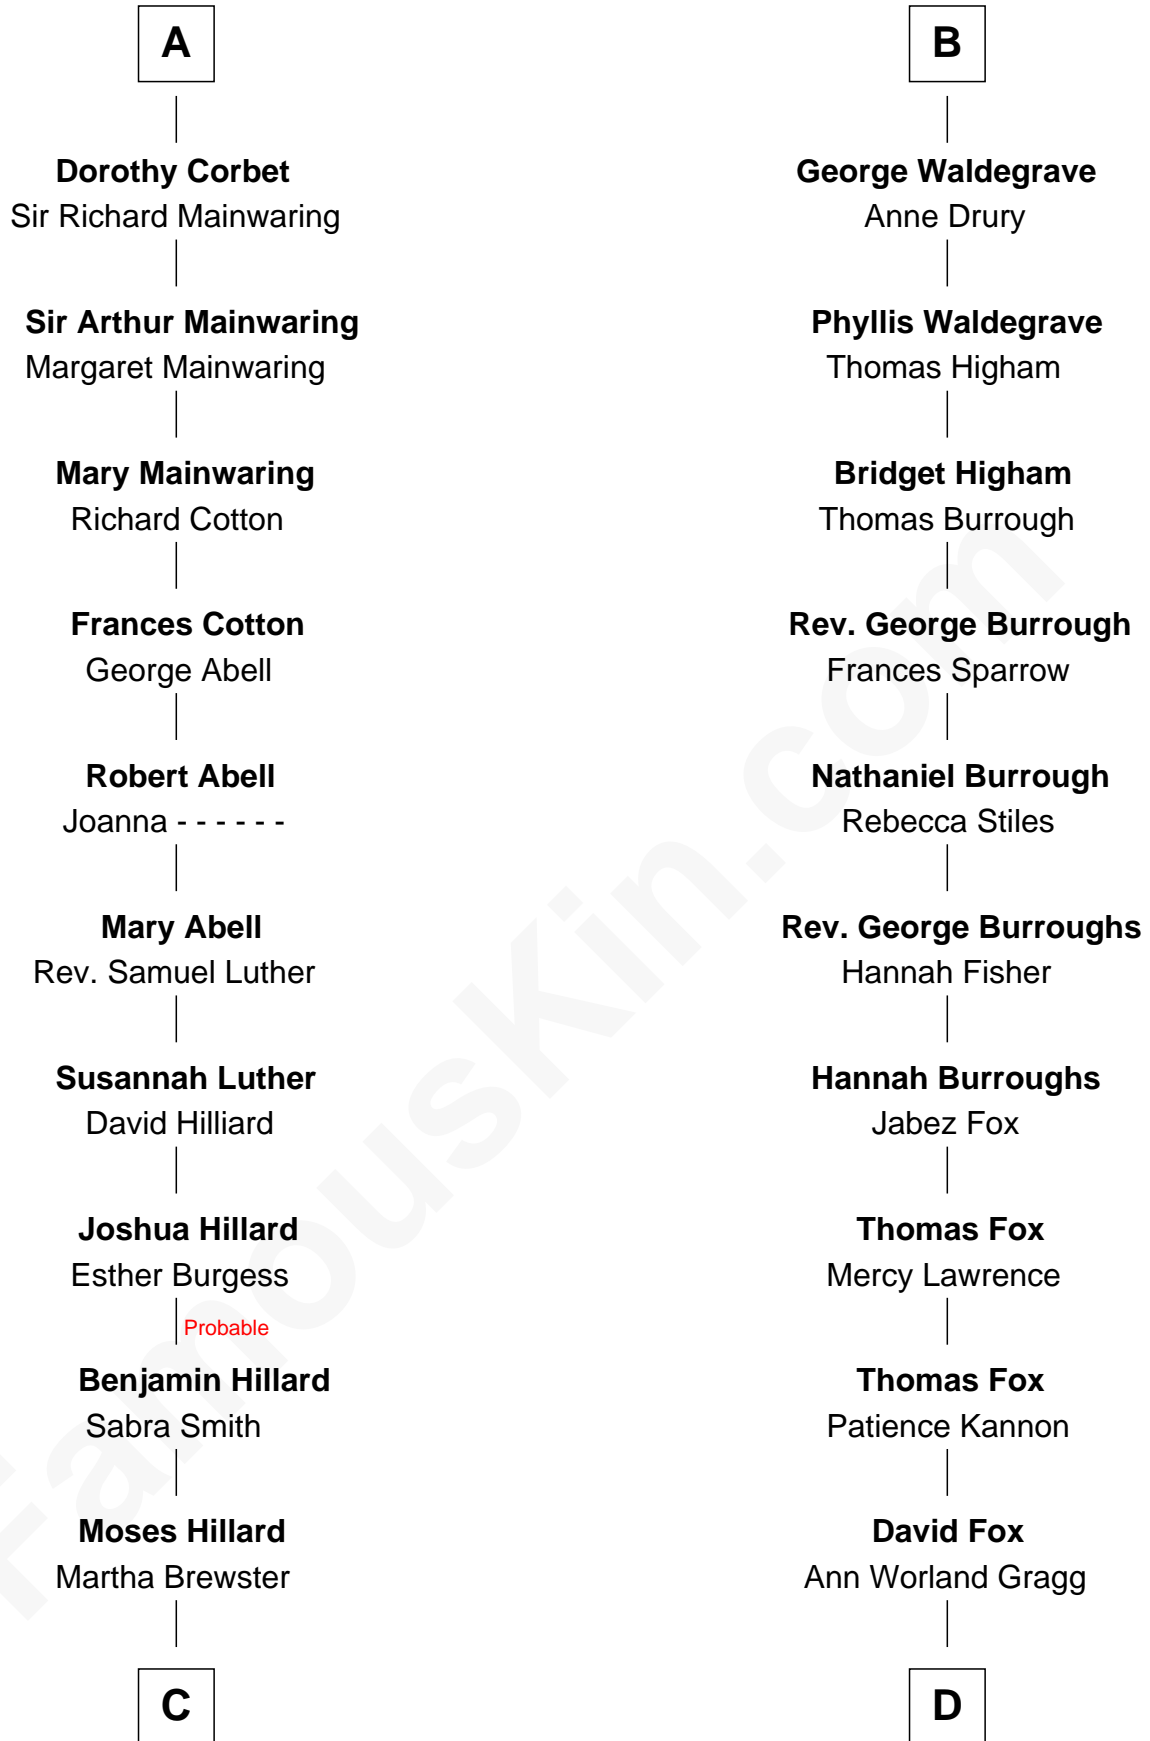 A
Dorothy Corbet
Sir Richard Mainwaring
Sir Arthur Mainwaring
Margaret Mainwaring
Mary Mainwaring
Richard Cotton
Frances Cotton
George Abell
Robert Abell
Joanna - - - - - -
Mary Abell
Rev. Samuel Luther
Susannah Luther
David Hilliard
Joshua Hillard
Esther Burgess
Probable
Benjamin Hillard
Sabra Smith
Moses Hillard
Martha Brewster
C
B
George Waldegrave
Anne Drury
Phyllis Waldegrave
Thomas Higham
Bridget Higham
Thomas Burrough
Rev. George Burrough
Frances Sparrow
Nathaniel Burrough
Rebecca Stiles
Rev. George Burroughs
Hannah Fisher
Hannah Burroughs
Jabez Fox
Thomas Fox
Mercy Lawrence
Thomas Fox
Patience Kannon
David Fox
Ann Worland Gragg
D
FamousKin.com